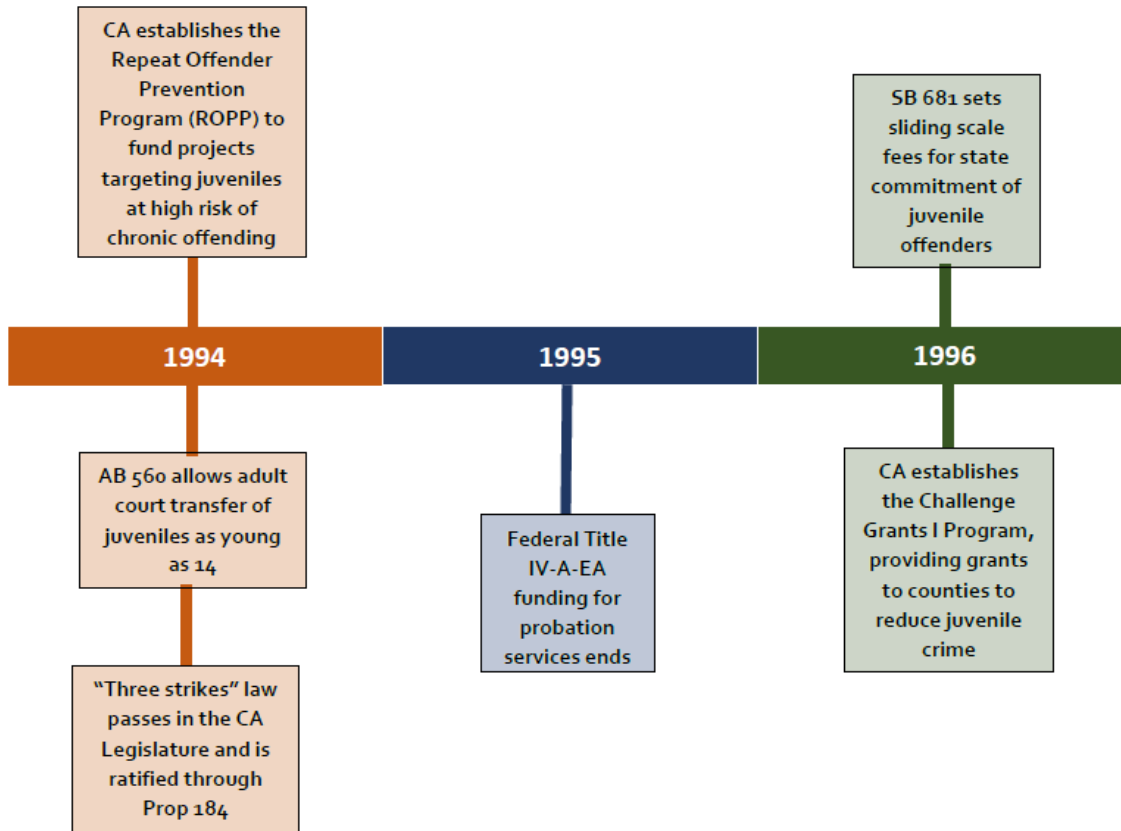 CA establishes the
Repeat Offender
Prevention
Program (ROPP) to
fund projects
targeting juveniles
at high risk of
chronic offending
SB 681 sets
sliding scale
fees for state
commitment of
juvenile
offenders
1994
1995
1996
AB 560 allows adult
court transfer of
juveniles as young
as 14
Federal Title
IV-A-EA
funding for
probation
services ends
CA establishes
the Challenge
Grants I Program,
providing grants
to counties to
reduce juvenile
crime
“Three strikes” law
passes in the CA
Legislature and is
ratified through
Prop 184